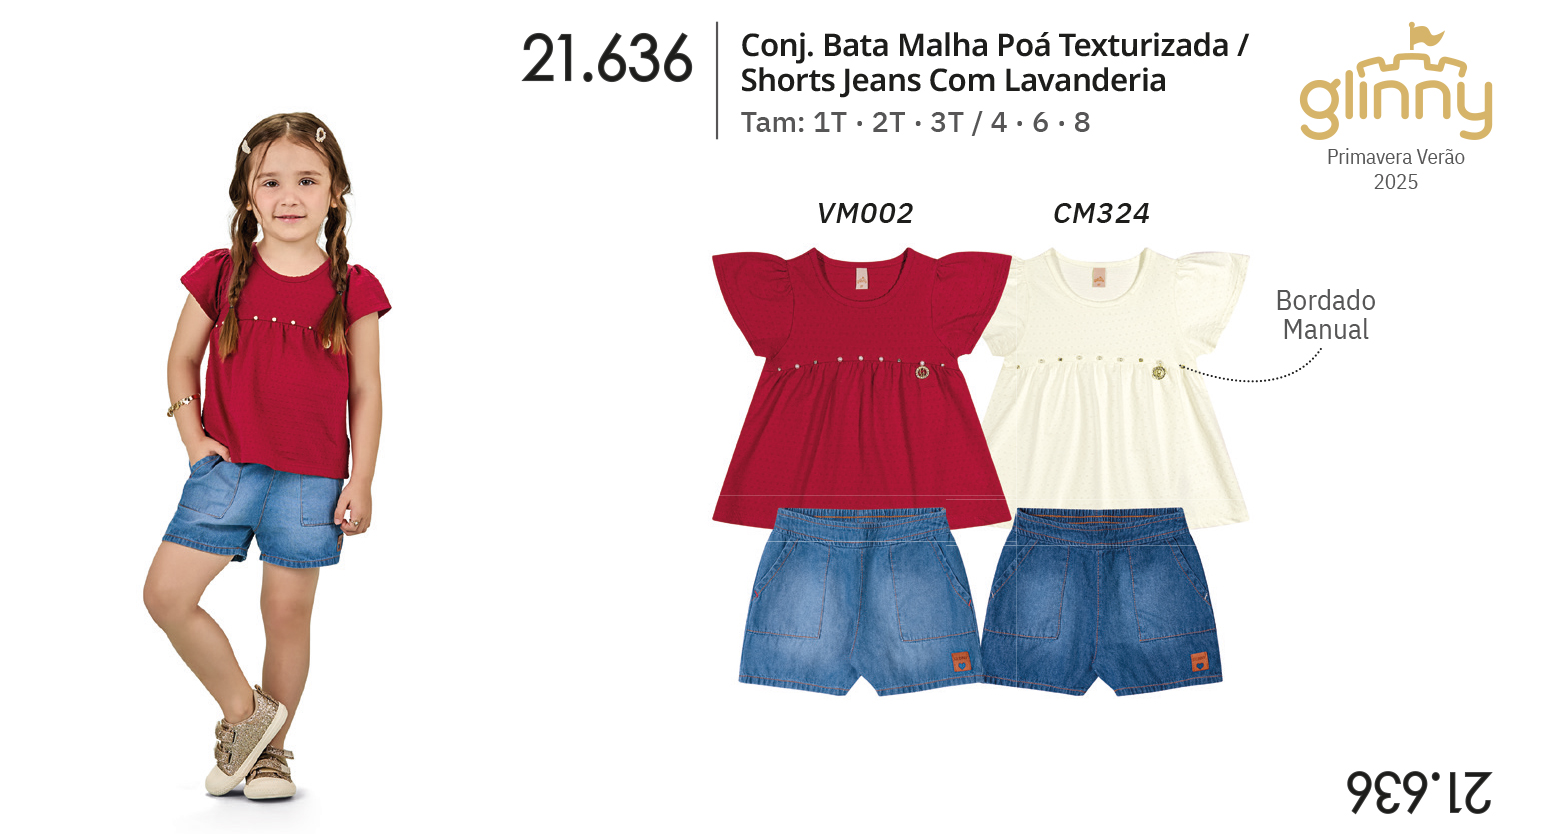 21.636
Conj. Bata Malha Poá Texturizada /
Shorts Jeans Com Lavanderia
Tam: 1T · 2T · 3T / 4 · 6 · 8
glinny
Primavera Verão
2025
VM002
CM324
Bordado
Manual
21.636